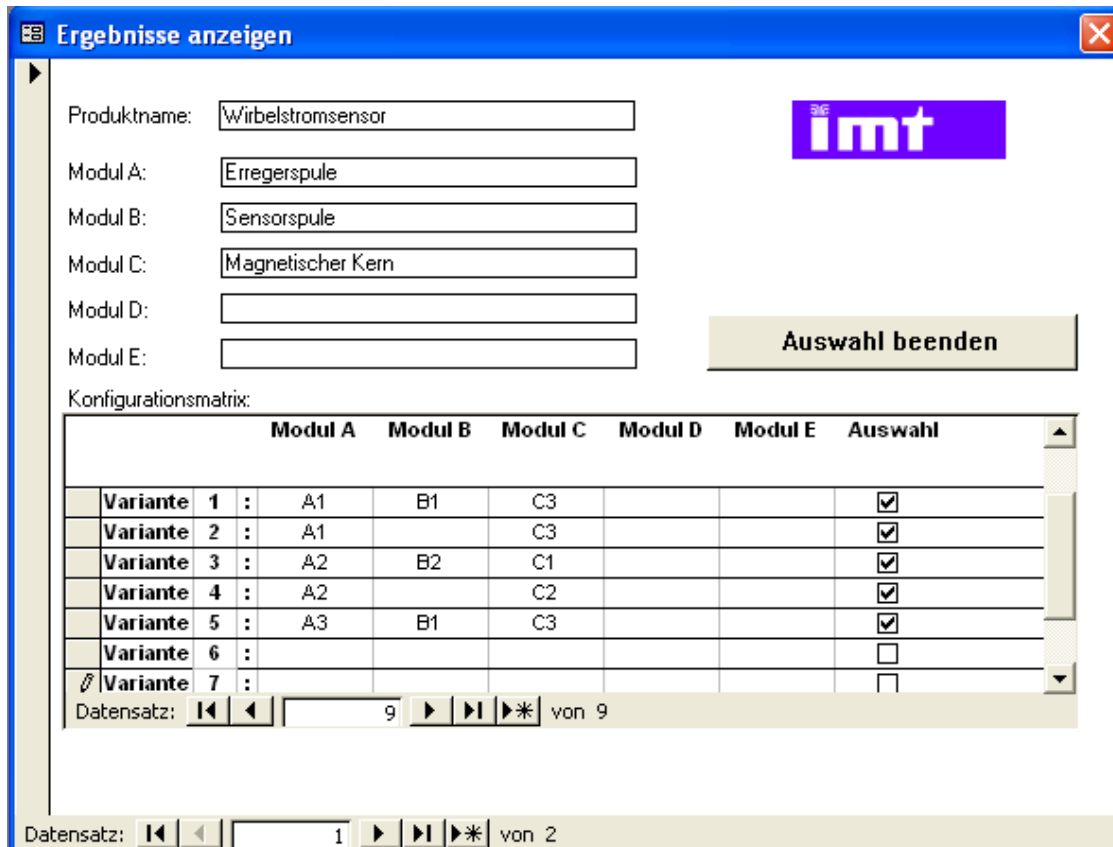 Ergebnisse anzeigen
Produktname: Wirbelstromsensor
imt
Modul A: Erregerspule
Modul B: Sensorspule
Modul C: Magnetischer Kern
Modul D:
Modul E:
Auswahl beenden
Konfigurationsmatrix:
Modul A Modul B Modul C Modul D Modul E Auswahl
Variante 1 : A1 B1 C3
Variante 2 : A1 C3
Variante 3 : A2 B2 C1
Variante 4 : A2 C2
Variante 5 : A3 B1 C3
Variante 6 :
Variante 7 :
Datensatz: 9 von 9
Datensatz: 1 von 2